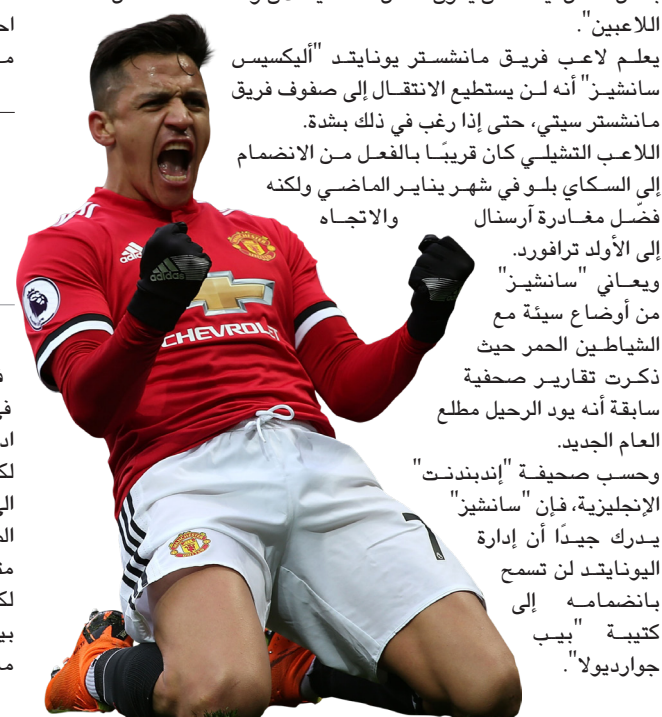 اللاعبين".
يعلم لاعب فريق مانشستر يونايتد "أليكسيس
سانشيز" أنه لن يستطيع الانتقال إلى صفوف فريق
مانشستر سيتي، حتى إذا رغب في ذلك بشدة.
اللاعب التشيلي كان قريبًا بالفعل من الانضمام
إلى السكاي بلو في شهر يناير الماضي ولكنه
فضّل مغادرة آرسنال والاتجاه
إلى الأولد ترافورد.
ويعاني "سانشيز"
من أوضاع سيئة مع
الشياطين الحمر حيث
ذكرت تقارير صحفية
سابقة أنه يود الرحيل مطلع
العام الجديد.
وحسب صحيفة "إندبندنت"
الإنجليزية، فإن "سانشيز"
يدرك جيدًا أن إدارة
اليونايتد لن تسمح
بانضمامه إلى
كتيبة "بيب
جوارديولا".
adidas
adidas
MANCHESTER
CHEVROLET
7